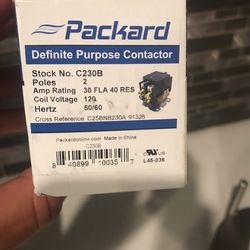 Packard
Definite Purpose Contactor
Stock No. C230B
Poles 2
Amp Rating 30 FLA 40 RES
Coil Voltage 120
Hertz 50/60
Cross Reference C25BNB230A 91326
Packardonline.com Made in China
C230B
8 40899 10035 7
L45-036